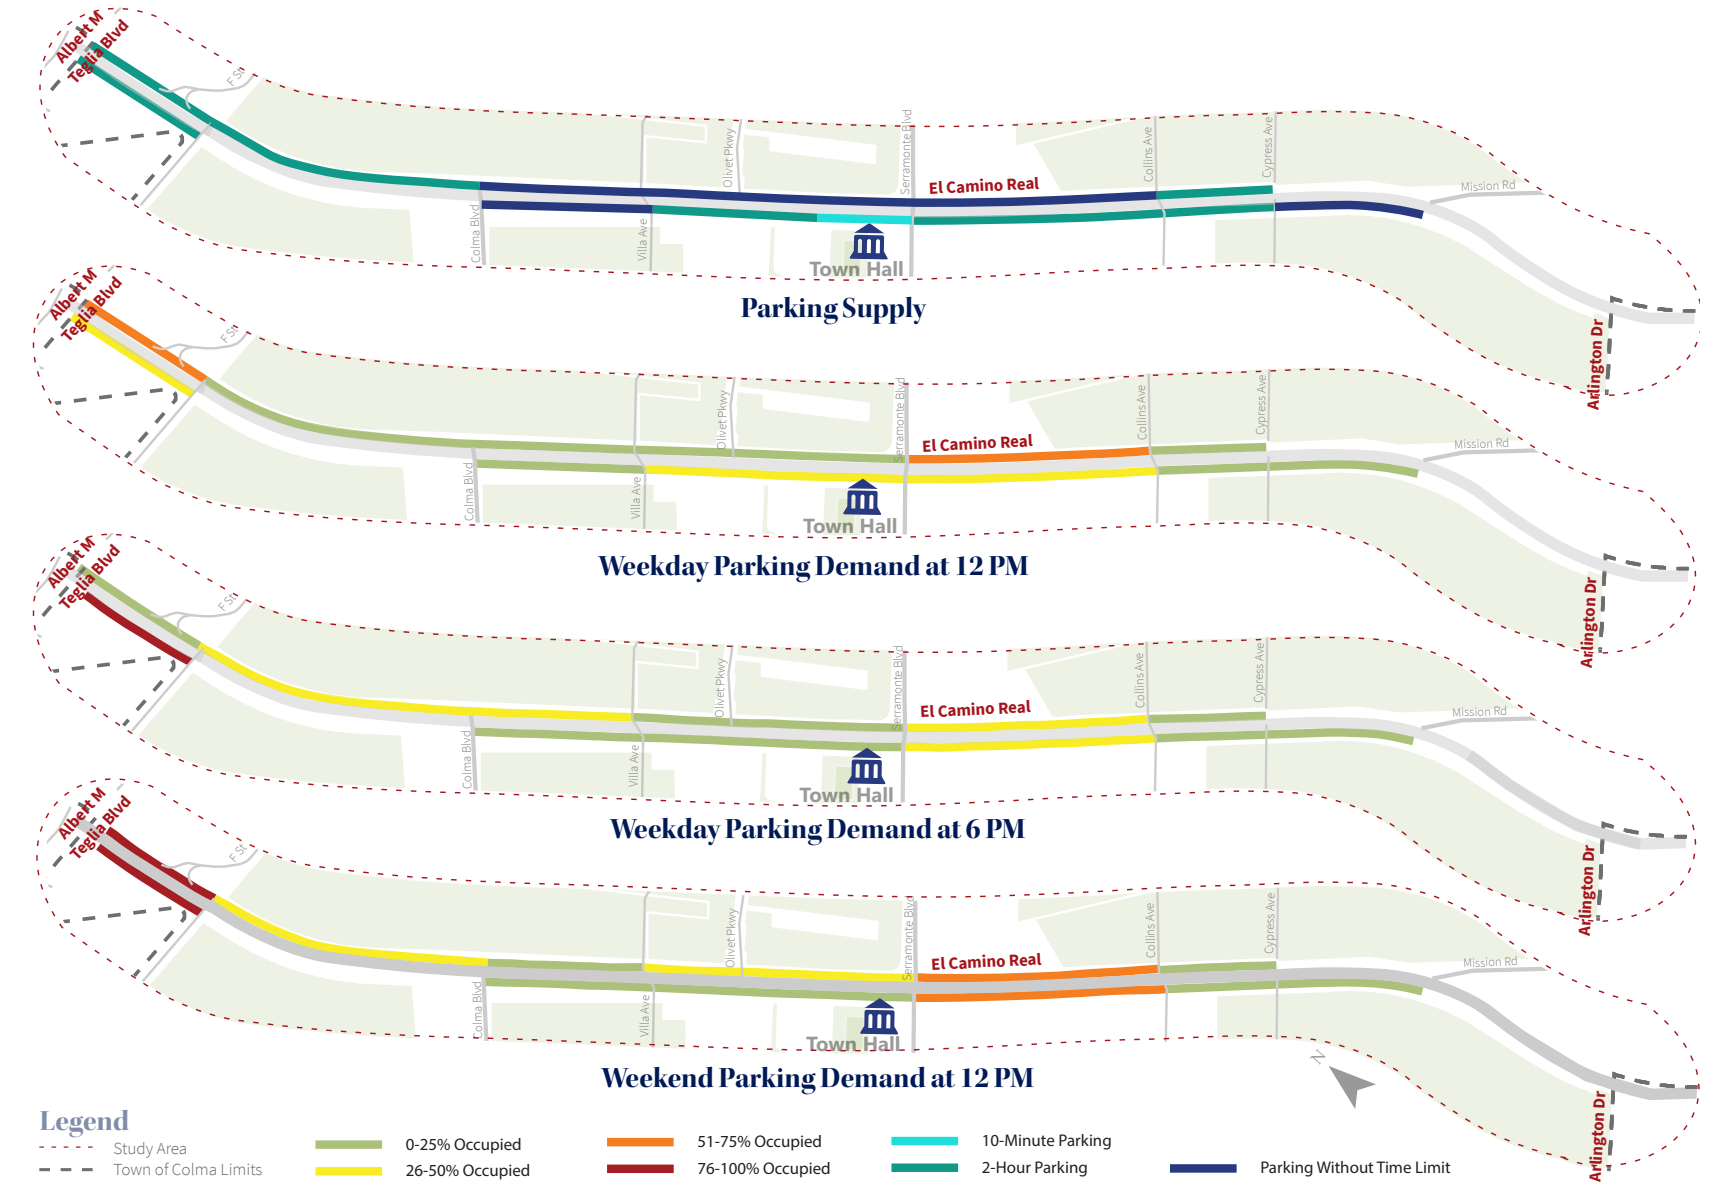 Albert M
Teglia Blvd
F St
Colma Blvd
Villa Ave
Olivet Pkwy
Serramonte Blvd
El Camino Real
Collins Ave
Cypress Ave
Mission Rd
Arlington Dr
Town Hall
Parking Supply
Albert M
Teglia Blvd
F St
Colma Blvd
Villa Ave
Olivet Pkwy
Serramonte Blvd
El Camino Real
Collins Ave
Cypress Ave
Mission Rd
Arlington Dr
Town Hall
Weekday Parking Demand at 12 PM
Albert M
Teglia Blvd
F St
Colma Blvd
Villa Ave
Olivet Pkwy
Serramonte Blvd
El Camino Real
Collins Ave
Cypress Ave
Mission Rd
Arlington Dr
Town Hall
Weekday Parking Demand at 6 PM
Albert M
Teglia Blvd
F St
Colma Blvd
Villa Ave
Olivet Pkwy
Serramonte Blvd
El Camino Real
Collins Ave
Cypress Ave
Mission Rd
Arlington Dr
Town Hall
Weekend Parking Demand at 12 PM
N
Legend
Study Area
Town of Colma Limits
0-25% Occupied
26-50% Occupied
51-75% Occupied
76-100% Occupied
10-Minute Parking
2-Hour Parking
Parking Without Time Limit